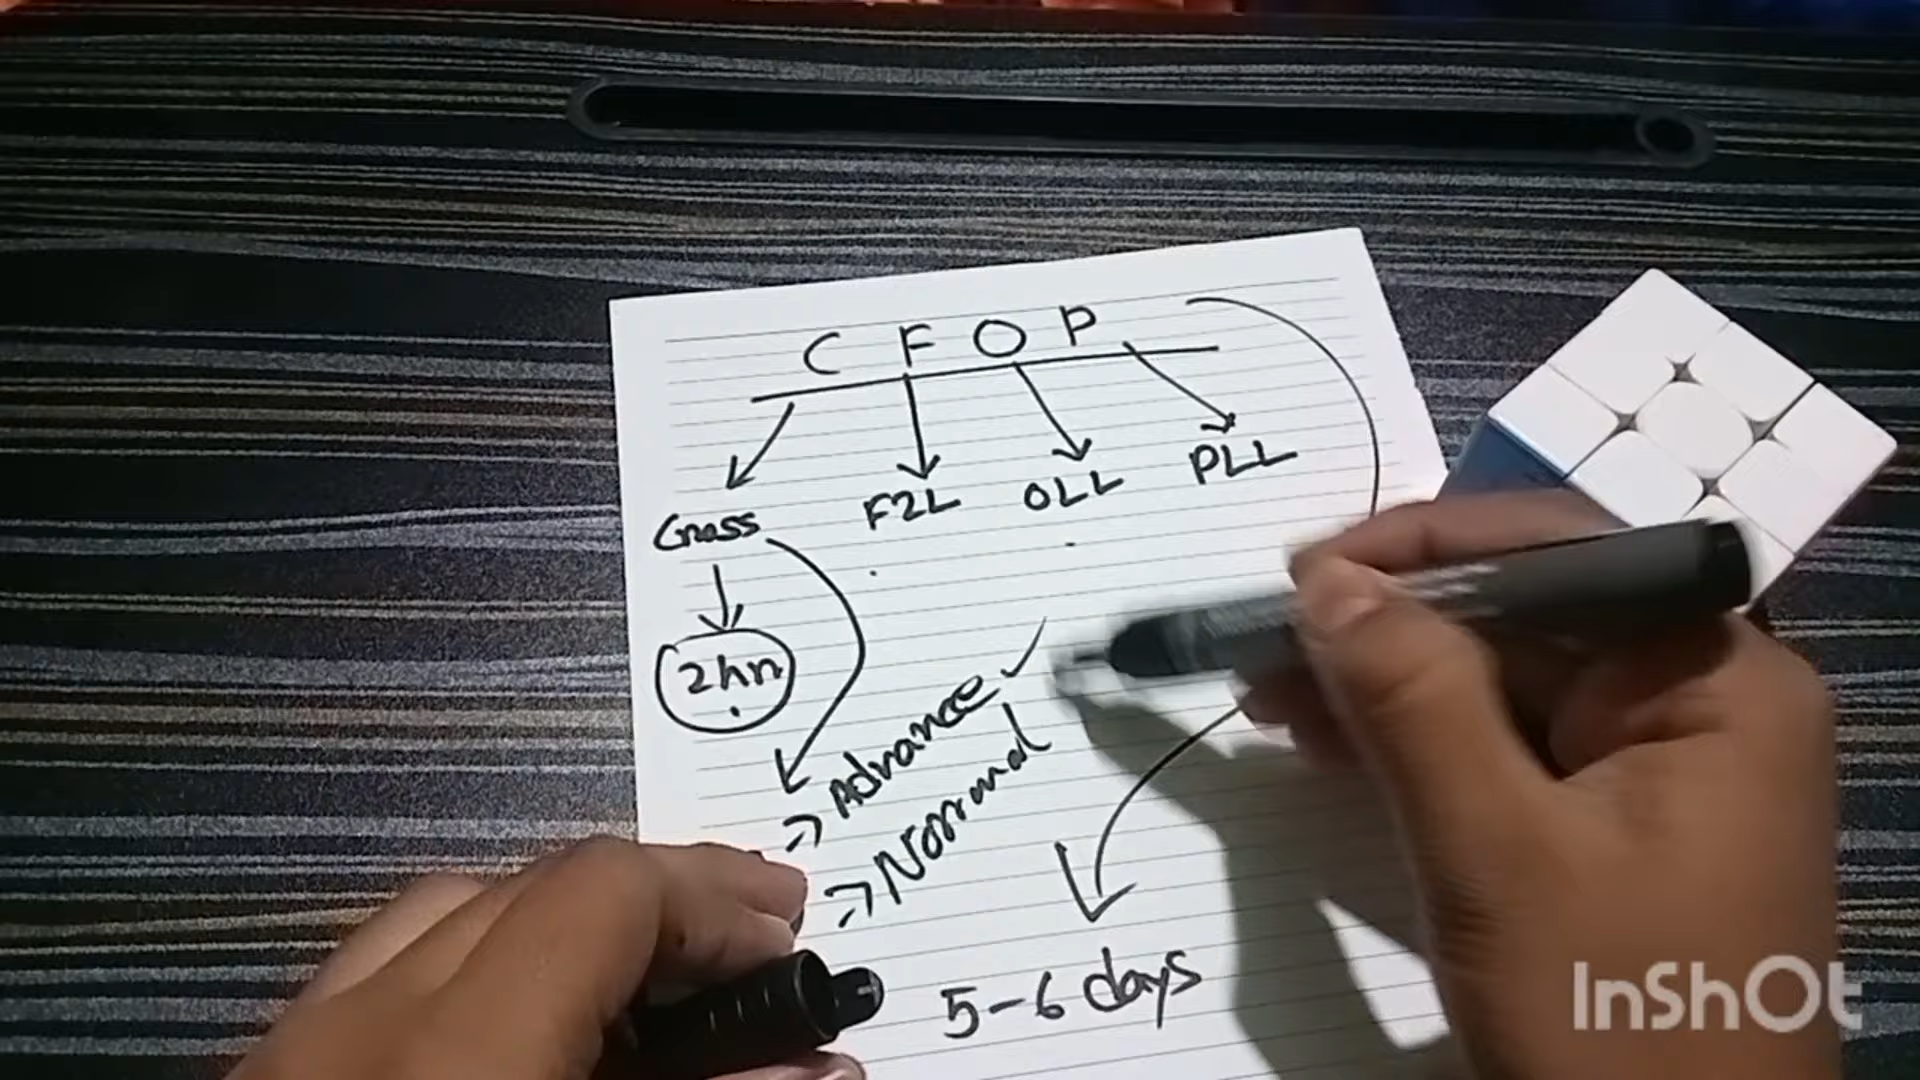 C F O P
Cross F2L OLL PLL
2hr
→ Advance ✓
→ Normal
5-6 days
InShOt